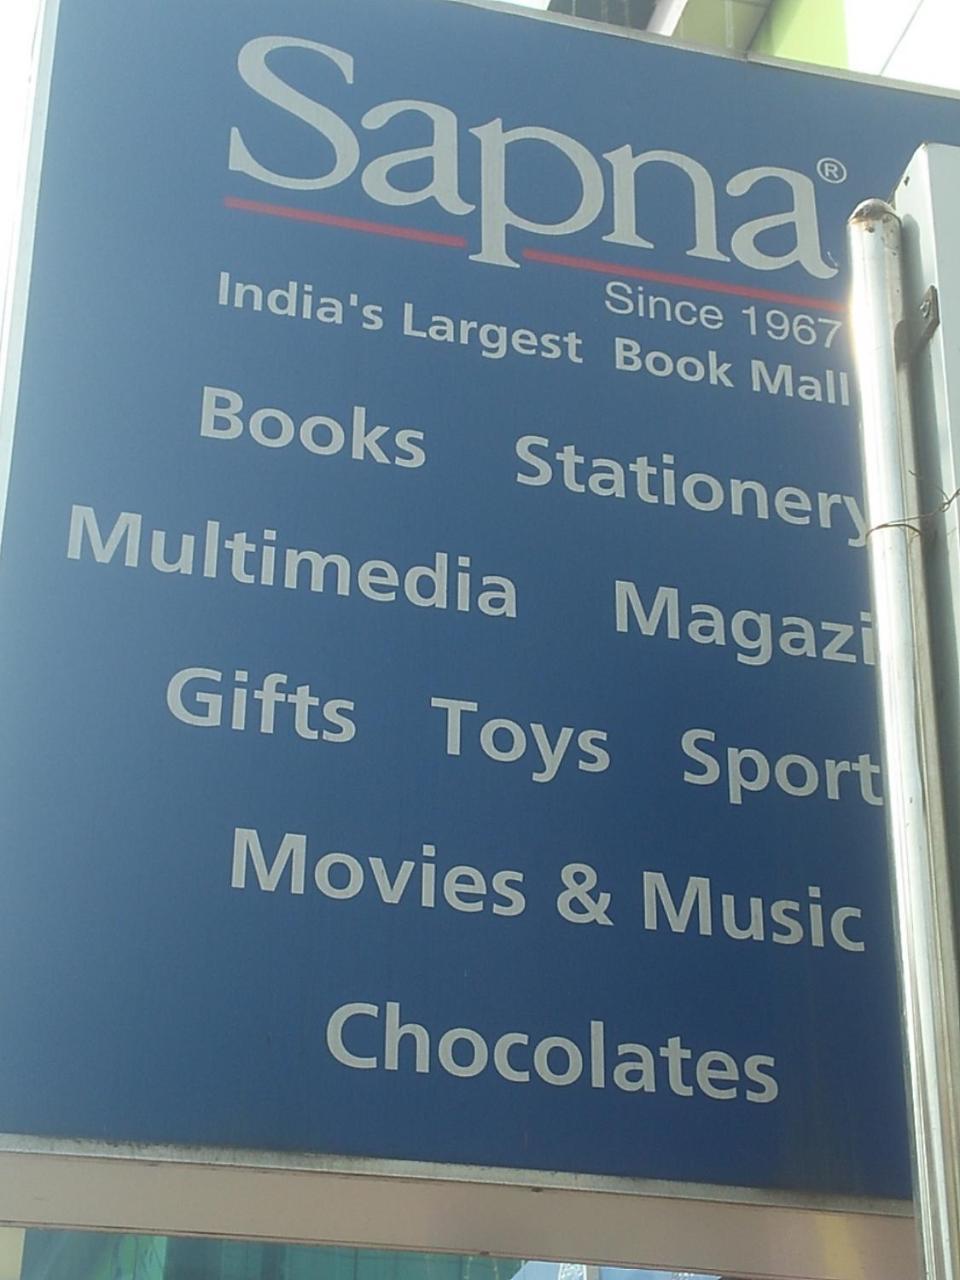 Sapna®
Since 1967
India's Largest Book Mall
Books Stationery
Multimedia Magazi
Gifts Toys Sport
Movies & Music
Chocolates